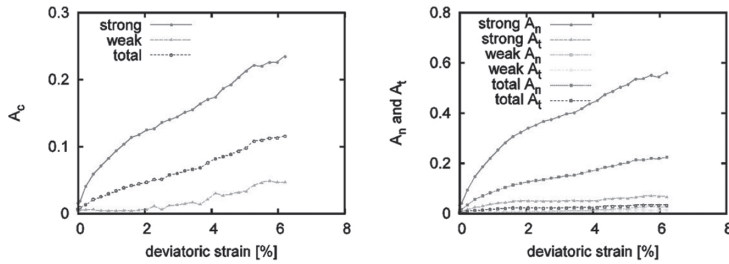 0.3
0.2
0.1
0
A_c
strong
weak
total
0 2 4 6 8
deviatoric strain [%]
0.8
0.6
0.4
0.2
0
A_n and A_t
strong A_n
strong A_t
weak A_n
weak A_t
total A_n
total A_t
0 2 4 6 8
deviatoric strain [%]